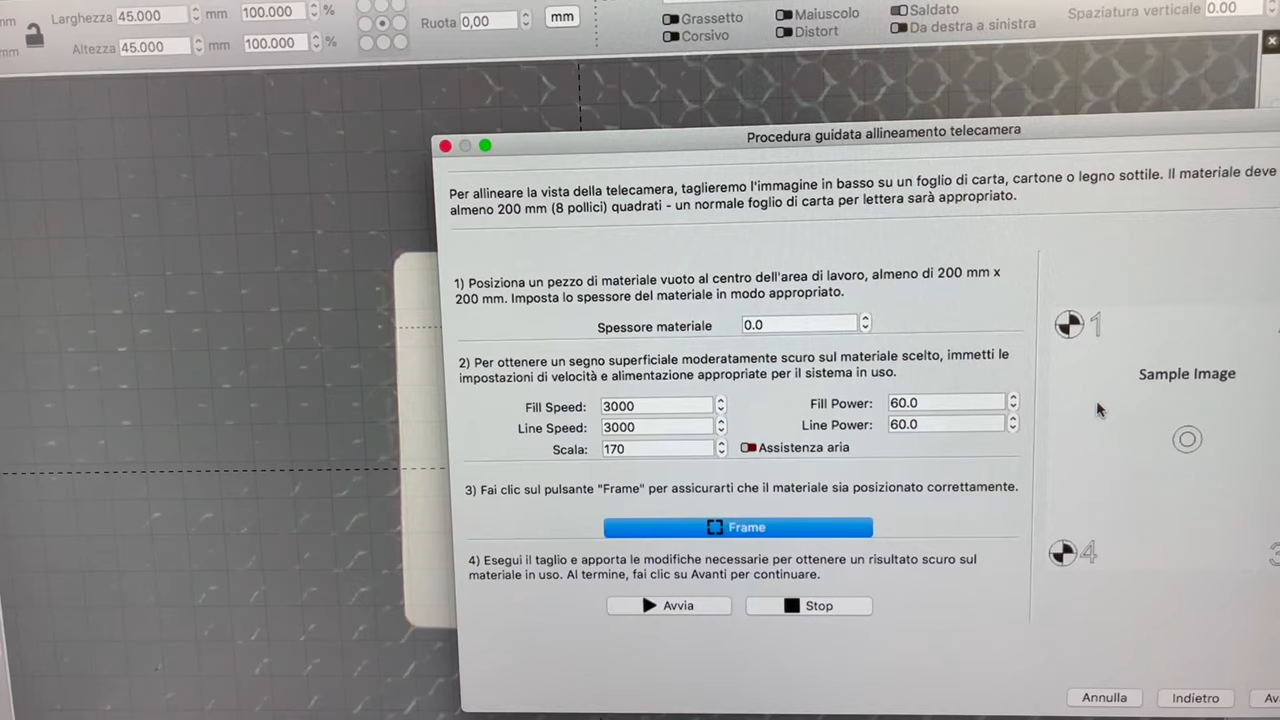 mm Larghezza 45.000 mm 100.000 %
mm Altezza 45.000 mm 100.000 %
Ruota 0,00 mm
Grassetto Maiuscolo Saldato Spaziatura verticale 0.00
Corsivo Distort Da destra a sinistra
Procedura guidata allineamento telecamera
Per allineare la vista della telecamera, taglieremo l'immagine in basso su un foglio di carta, cartone o legno sottile. Il materiale deve
almeno 200 mm (8 pollici) quadrati - un normale foglio di carta per lettera sarà appropriato.
1) Posiziona un pezzo di materiale vuoto al centro dell'area di lavoro, almeno di 200 mm x
200 mm. Imposta lo spessore del materiale in modo appropriato.
Spessore materiale 0.0
2) Per ottenere un segno superficiale moderatamente scuro sul materiale scelto, immetti le
impostazioni di velocità e alimentazione appropriate per il sistema in uso.
Fill Speed: 3000 Fill Power: 60.0
Line Speed: 3000 Line Power: 60.0
Scala: 170 Assistenza aria
3) Fai clic sul pulsante "Frame" per assicurarti che il materiale sia posizionato correttamente.
Frame
4) Esegui il taglio e apporta le modifiche necessarie per ottenere un risultato scuro sul
materiale in uso. Al termine, fai clic su Avanti per continuare.
Avvia Stop
1
Sample Image
4 3
Annulla Indietro Av